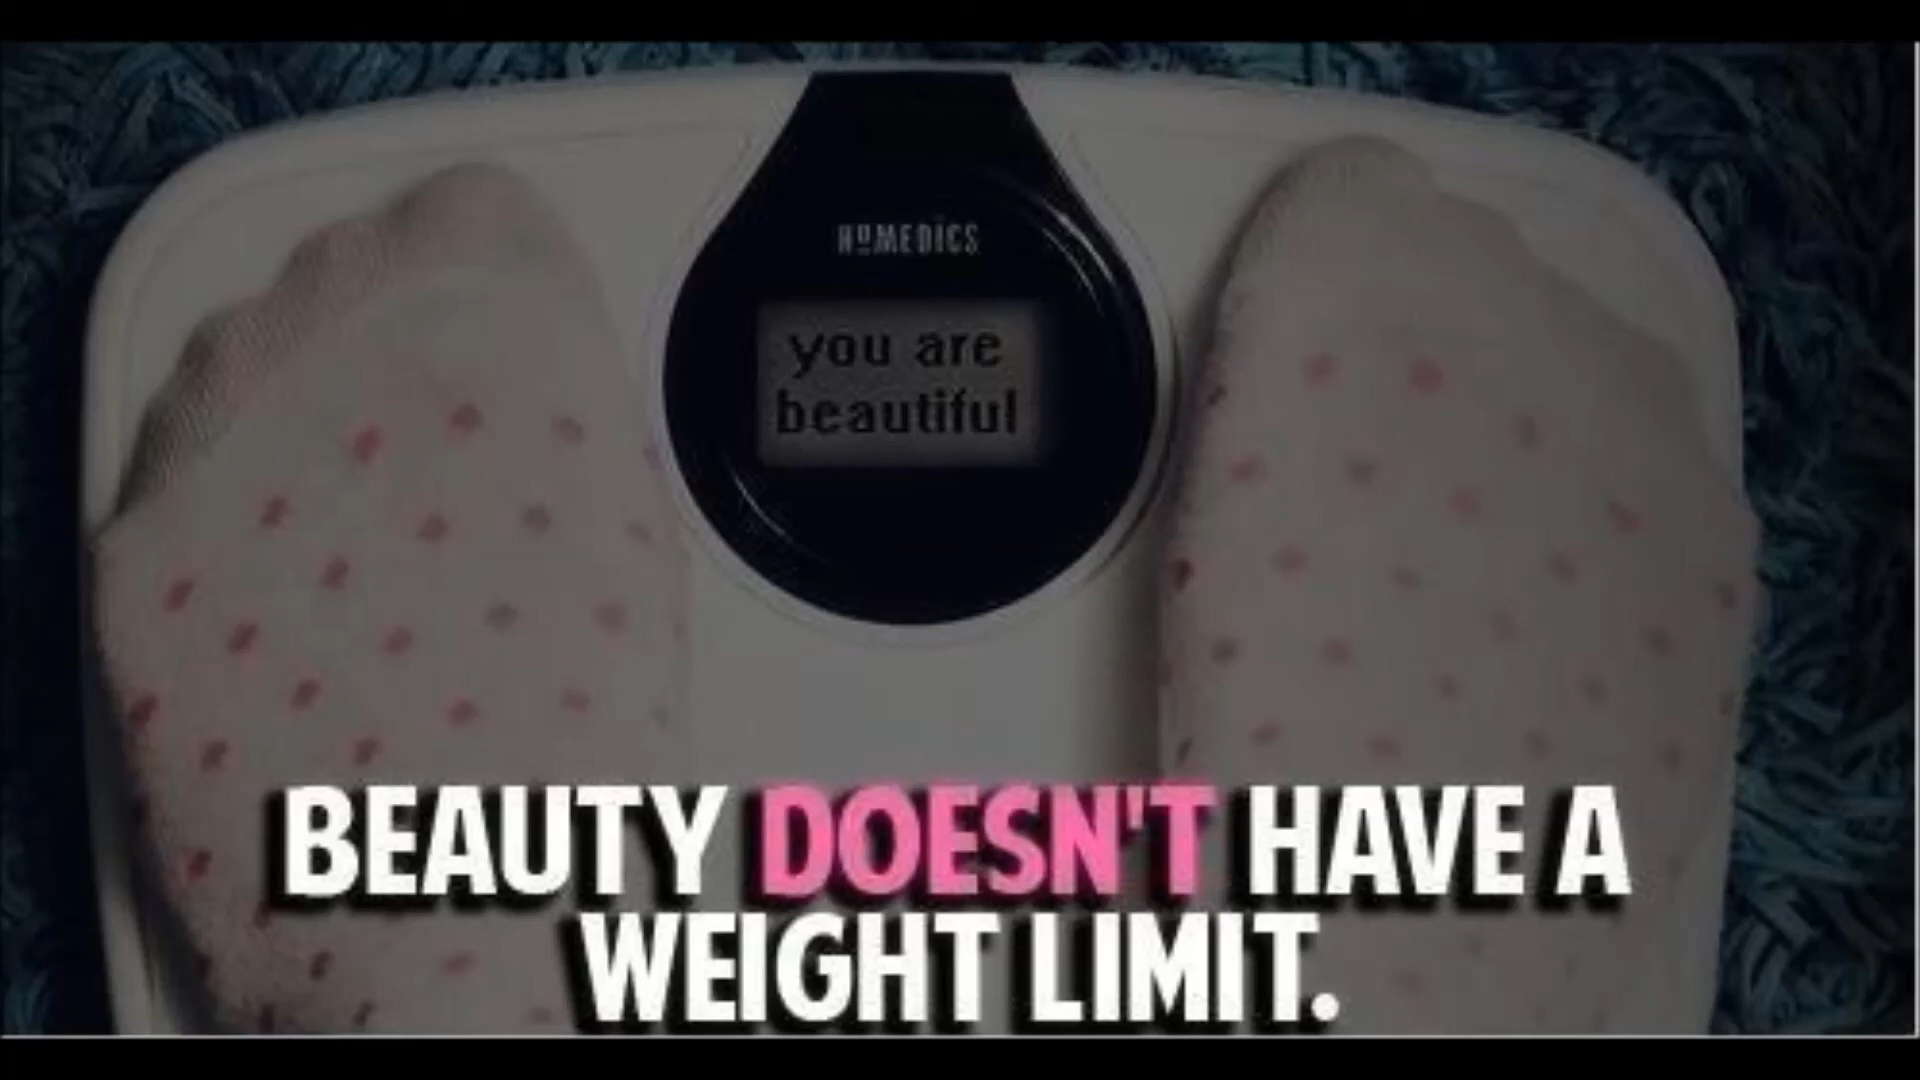 HoMEDiCS
you are
beautiful
BEAUTY DOESN'T HAVE A
WEIGHT LIMIT.